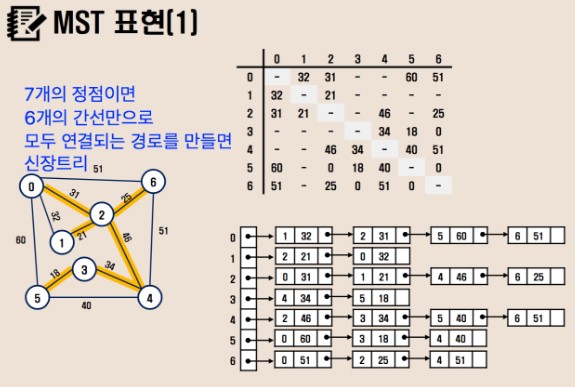 MST 표현(1)
7개의 정점이면
6개의 간선만으로
모두 연결되는 경로를 만들면
신장트리
0 1 2 3 4 5 6
0 - 32 31 - - 60 51
1 32 - 21 - - - -
2 31 21 - - 46 - 25
3 - - - - 34 18 0
4 - - 46 34 - 40 51
5 60 - 0 18 40 - 0
6 51 - 25 0 51 0 -
51
0 6
31 25
32 2
21 46
1
60 51
3 34
18
5 4
40
0 1 32 2 31 5 60 6 51
1 2 21 0 32
2 0 31 1 21 4 46 6 25
3 4 34 5 18
4 2 46 3 34 5 40 6 51
5 0 60 3 18 4 40
6 0 51 2 25 4 51